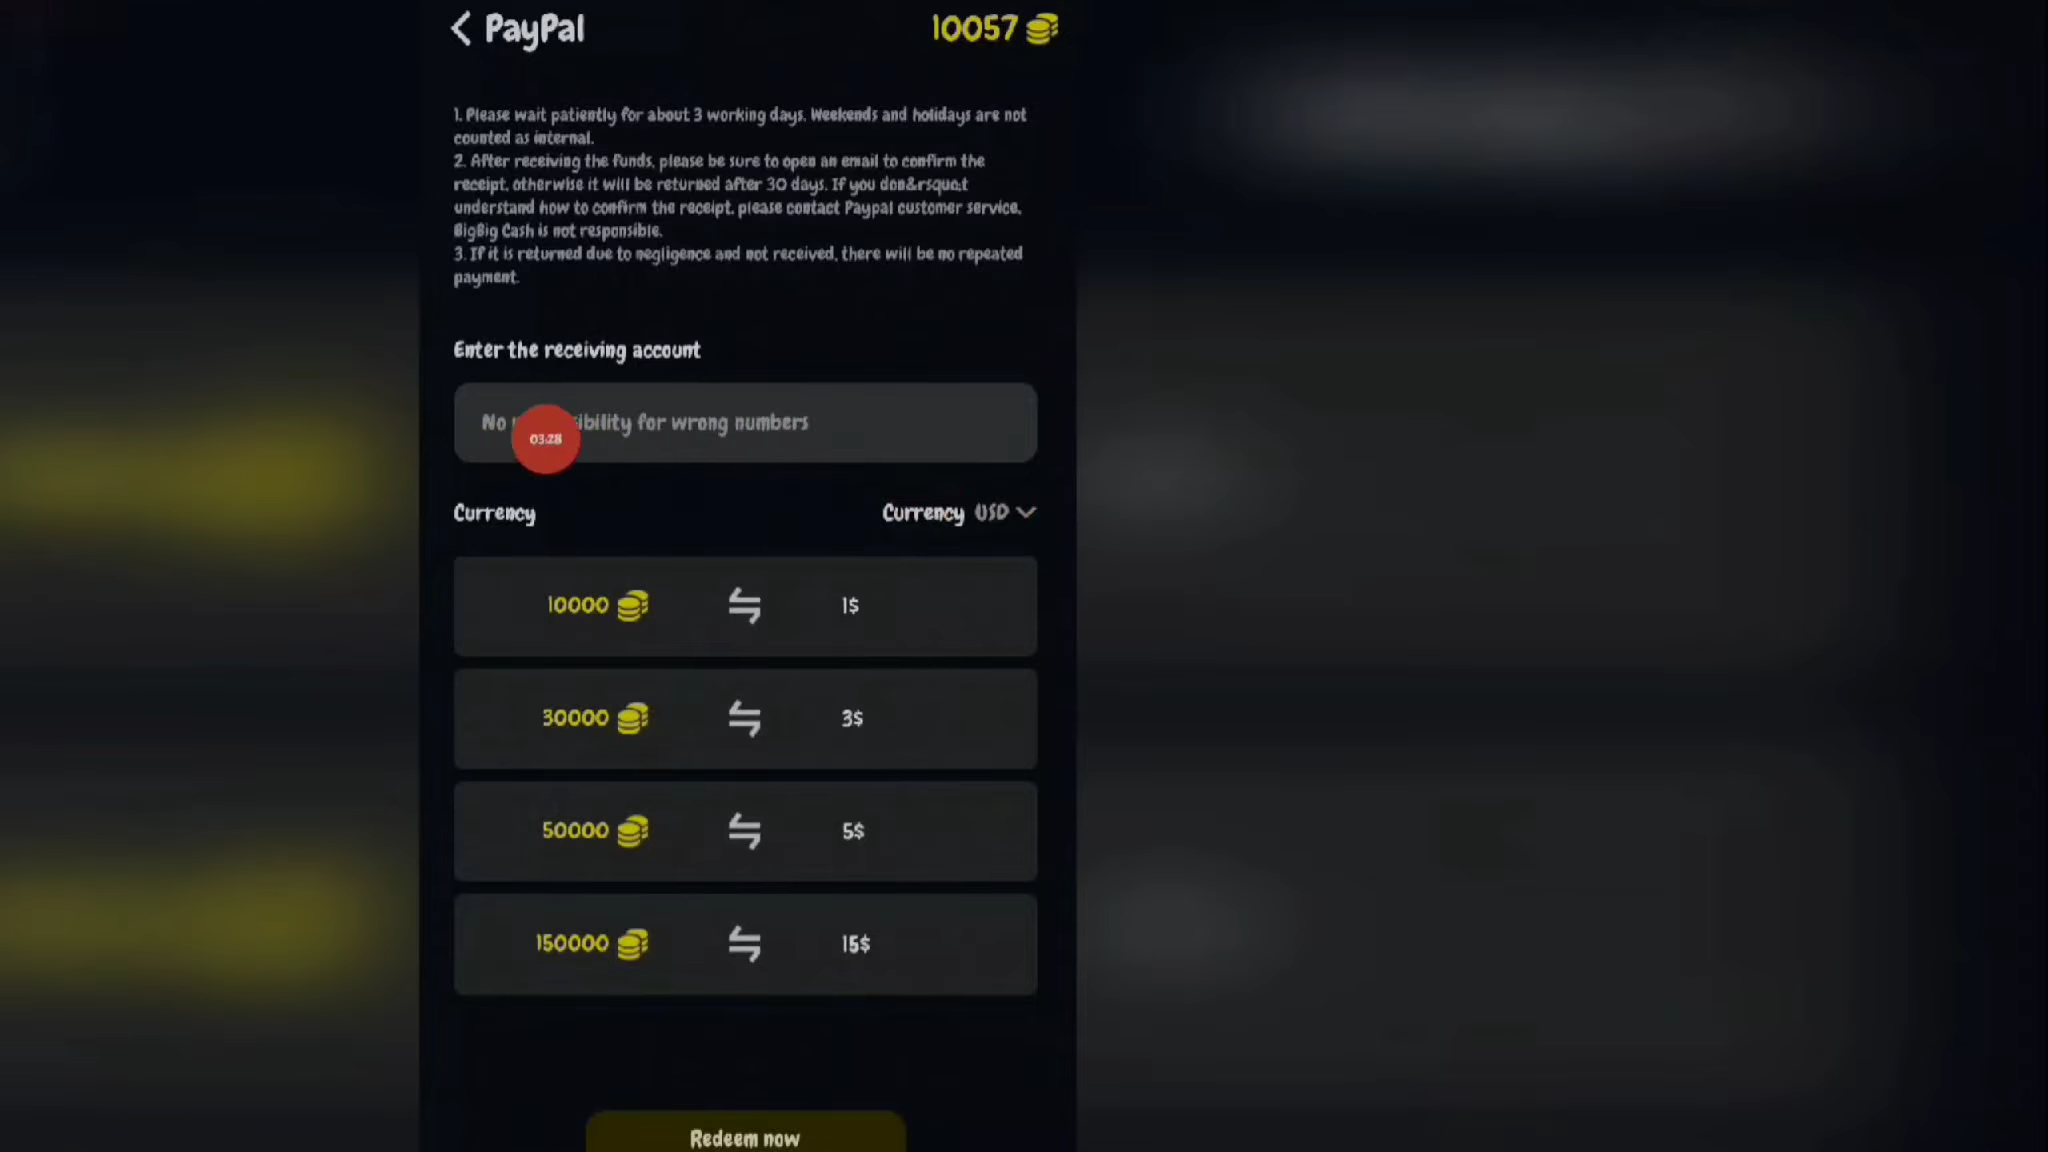 PayPal
10057
1. Please wait patiently for about 3 working days. Weekends and holidays are not
counted as internal.
2. After receiving the funds, please be sure to open an email to confirm the
receipt, otherwise it will be returned after 30 days. If you don&rsquo;t
understand how to confirm the receipt, please contact Paypal customer service,
BigBig Cash is not responsible.
3. If it is returned due to negligence and not received, there will be no repeated
payment.
Enter the receiving account
No sibility for wrong numbers
03:28
Currency
Currency USD
10000 1$
30000 3$
50000 5$
150000 15$
Redeem now